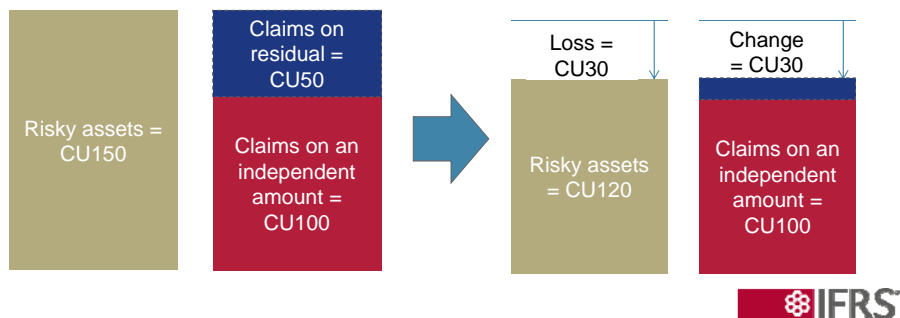 Risky assets =
CU150
Claims on
residual =
CU50
Claims on an
independent
amount =
CU100
Loss =
CU30
Risky assets
= CU120
Change
= CU30
Claims on an
independent
amount =
CU100
IFRS